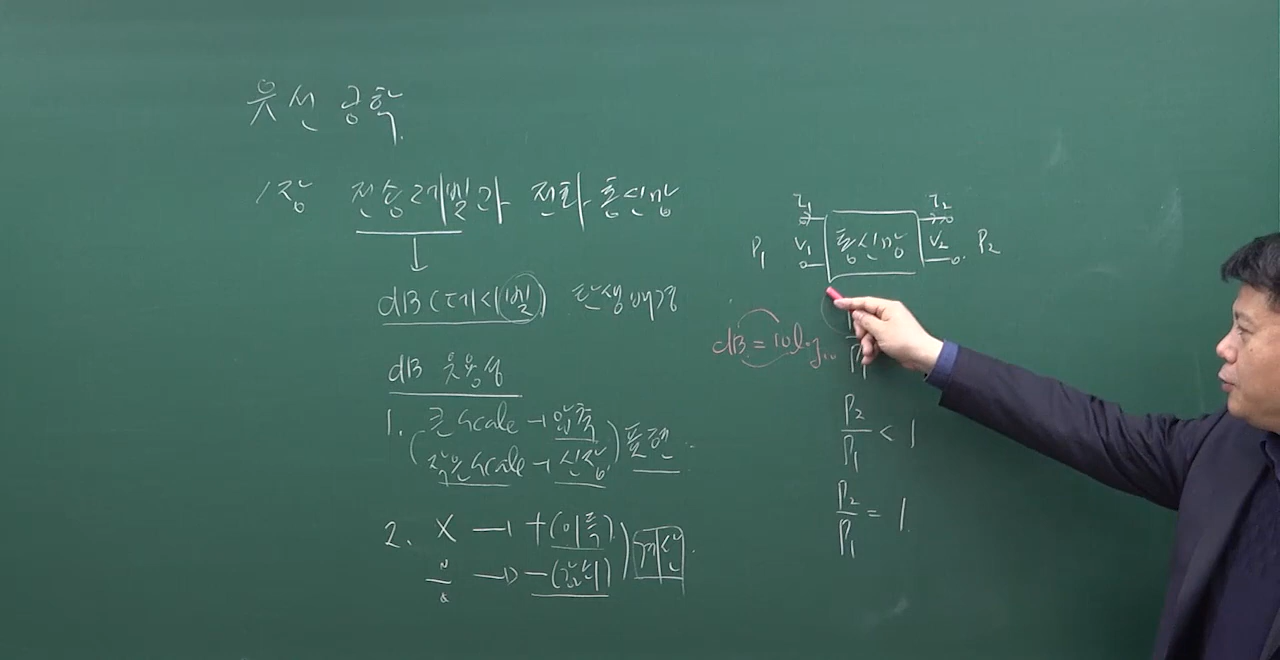 유선 공학.
1장 전송레벨과 전화통신망
↓
dB (데시벨) 탄생배경
dB 유용성
1. 큰 Scale → 압축
작은 Scale → 신장 ) 표현.
2. X → + (이득)
→ - (감쇠) ) 계산.
I₁ I₂
P₁ V₁ 통신망 V₂ P₂
dB = 10log₁₀
P₁
P₂/P₁ < 1
P₂/P₁ = 1.